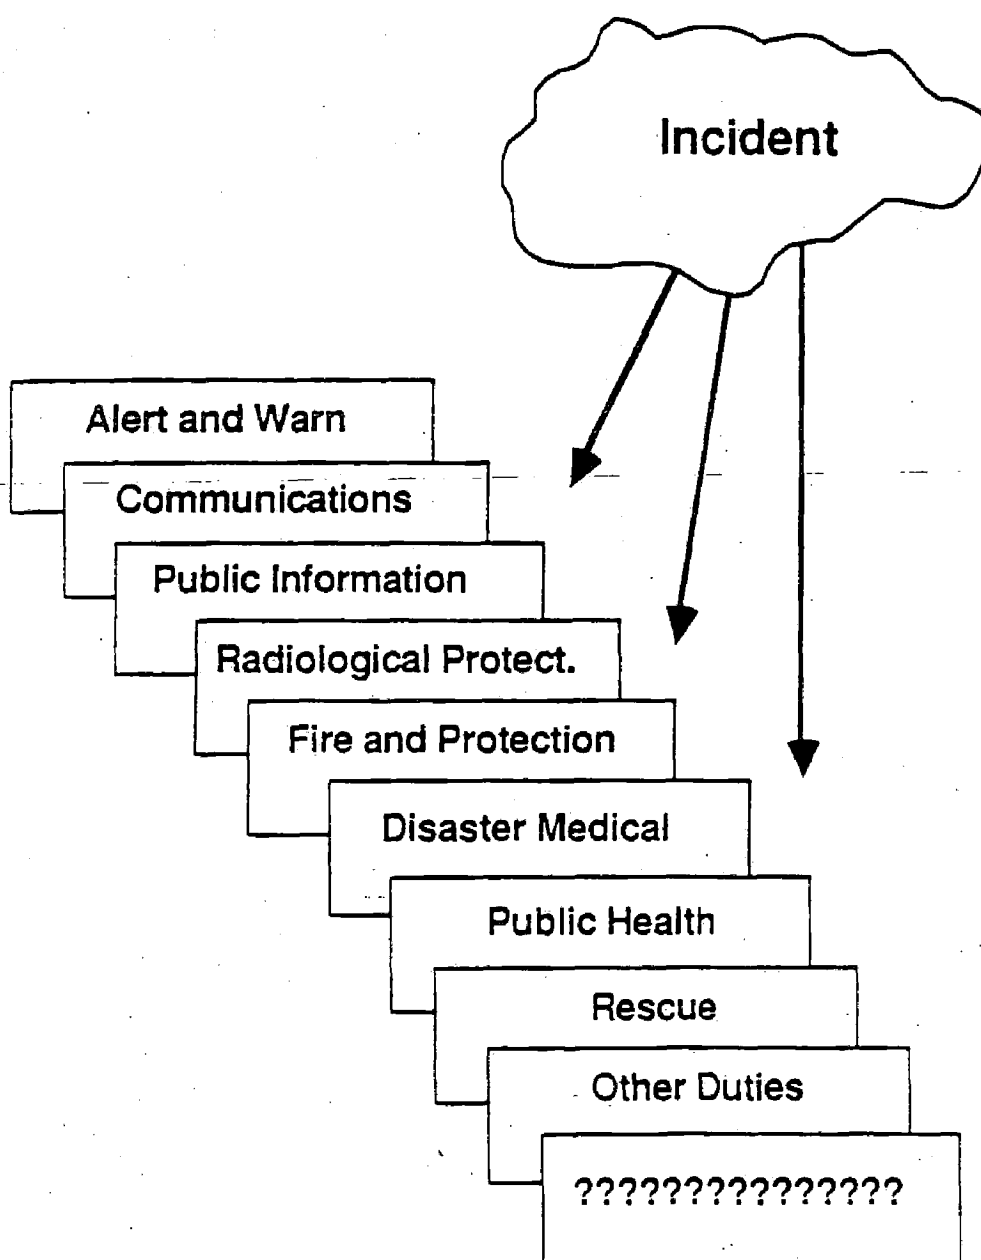 Incident
Alert and Warn
Communications
Public Information
Radiological Protect.
Fire and Protection
Disaster Medical
Public Health
Rescue
Other Duties
???????????????